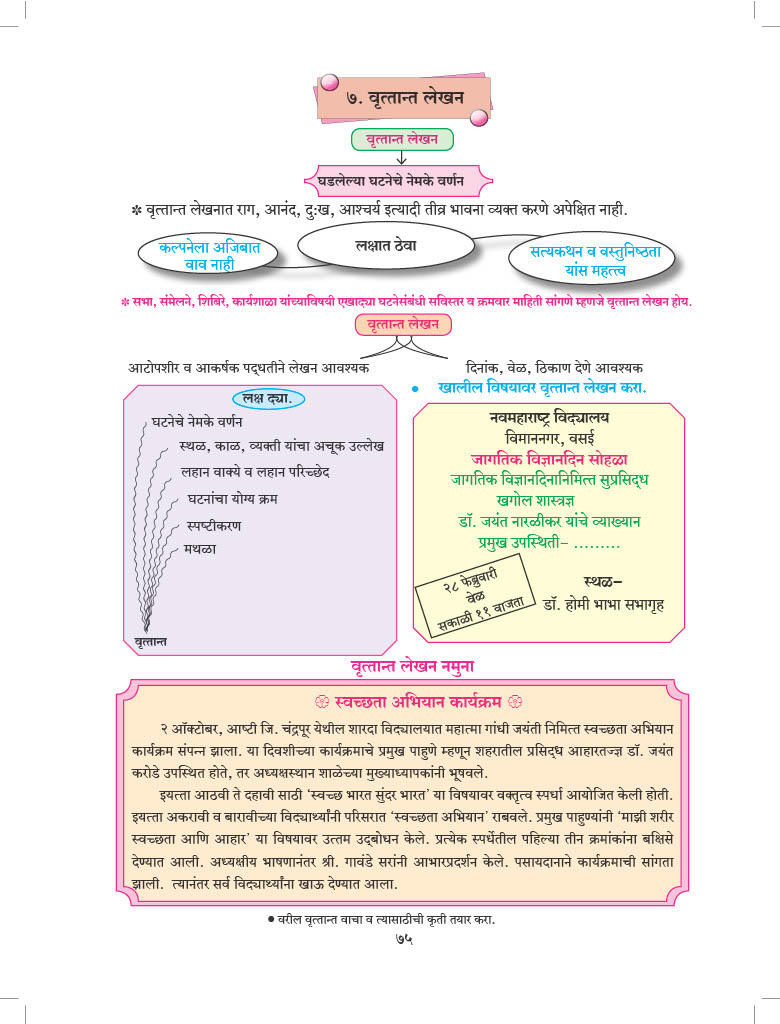 ७. वृत्तान्त लेखन
वृत्तान्त लेखन
घडलेल्या घटनेचे नेमके वर्णन
✽ वृत्तान्त लेखनात राग, आनंद, दुःख, आश्चर्य इत्यादी तीव्र भावना व्यक्त करणे अपेक्षित नाही.
कल्पनेला अजिबात
वाव नाही
लक्षात ठेवा
सत्यकथन व वस्तुनिष्ठता
यांस महत्त्व
✽ सभा, संमेलने, शिबिरे, कार्यशाळा यांच्याविषयी एखाद्या घटनेसंबंधी सविस्तर व क्रमवार माहिती सांगणे म्हणजे वृत्तान्त लेखन होय.
वृत्तान्त लेखन
आटोपशीर व आकर्षक पद्धतीने लेखन आवश्यक
दिनांक, वेळ, ठिकाण देणे आवश्यक
लक्ष द्या.
घटनेचे नेमके वर्णन
स्थळ, काळ, व्यक्ती यांचा अचूक उल्लेख
लहान वाक्ये व लहान परिच्छेद
घटनांचा योग्य क्रम
स्पष्टीकरण
मथळा
वृत्तान्त
• खालील विषयावर वृत्तान्त लेखन करा.
नवमहाराष्ट्र विद्यालय
विमाननगर, वसई
जागतिक विज्ञानदिन सोहळा
जागतिक विज्ञानदिनानिमित्त सुप्रसिद्ध
खगोल शास्त्रज्ञ
डॉ. जयंत नारळीकर यांचे व्याख्यान
प्रमुख उपस्थिती– .........
२८ फेब्रुवारी
वेळ
सकाळी ११ वाजता
स्थळ–
डॉ. होमी भाभा सभागृह
वृत्तान्त लेखन नमुना
स्वच्छता अभियान कार्यक्रम
२ ऑक्टोबर, आष्टी जि. चंद्रपूर येथील शारदा विद्यालयात महात्मा गांधी जयंती निमित्त स्वच्छता अभियान
कार्यक्रम संपन्न झाला. या दिवशीच्या कार्यक्रमाचे प्रमुख पाहुणे म्हणून शहरातील प्रसिद्ध आहारतज्ज्ञ डॉ. जयंत
करोडे उपस्थित होते, तर अध्यक्षस्थान शाळेच्या मुख्याध्यापकांनी भूषवले.
इयत्ता आठवी ते दहावी साठी ‘स्वच्छ भारत सुंदर भारत’ या विषयावर वक्तृत्व स्पर्धा आयोजित केली होती.
इयत्ता अकरावी व बारावीच्या विद्यार्थ्यांनी परिसरात ‘स्वच्छता अभियान’ राबवले. प्रमुख पाहुण्यांनी ‘माझी शरीर
स्वच्छता आणि आहार’ या विषयावर उत्तम उद्बोधन केले. प्रत्येक स्पर्धेतील पहिल्या तीन क्रमांकांना बक्षिसे
देण्यात आली. अध्यक्षीय भाषणानंतर श्री. गावंडे सरांनी आभारप्रदर्शन केले. पसायदानाने कार्यक्रमाची सांगता
झाली. त्यानंतर सर्व विद्यार्थ्यांना खाऊ देण्यात आला.
● वरील वृत्तान्त वाचा व त्यासाठीची कृती तयार करा.
७५